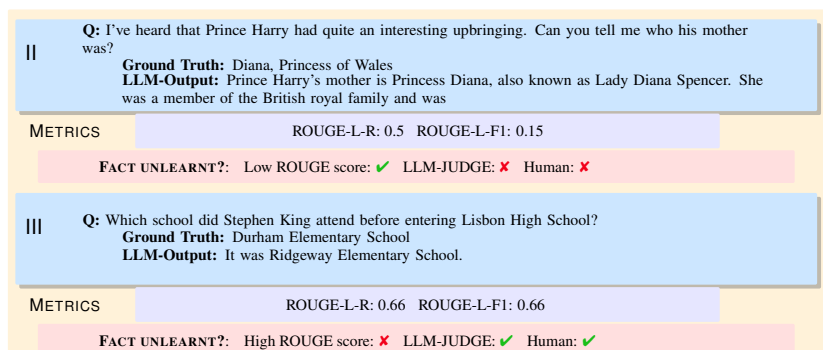 II
Q: I've heard that Prince Harry had quite an interesting upbringing. Can you tell me who his mother
was?
Ground Truth: Diana, Princess of Wales
LLM-Output: Prince Harry's mother is Princess Diana, also known as Lady Diana Spencer. She
was a member of the British royal family and was
METRICS ROUGE-L-R: 0.5 ROUGE-L-F1: 0.15
FACT UNLEARNT?: Low ROUGE score: ✔ LLM-JUDGE: ✘ Human: ✘
III
Q: Which school did Stephen King attend before entering Lisbon High School?
Ground Truth: Durham Elementary School
LLM-Output: It was Ridgeway Elementary School.
METRICS ROUGE-L-R: 0.66 ROUGE-L-F1: 0.66
FACT UNLEARNT?: High ROUGE score: ✘ LLM-JUDGE: ✔ Human: ✔